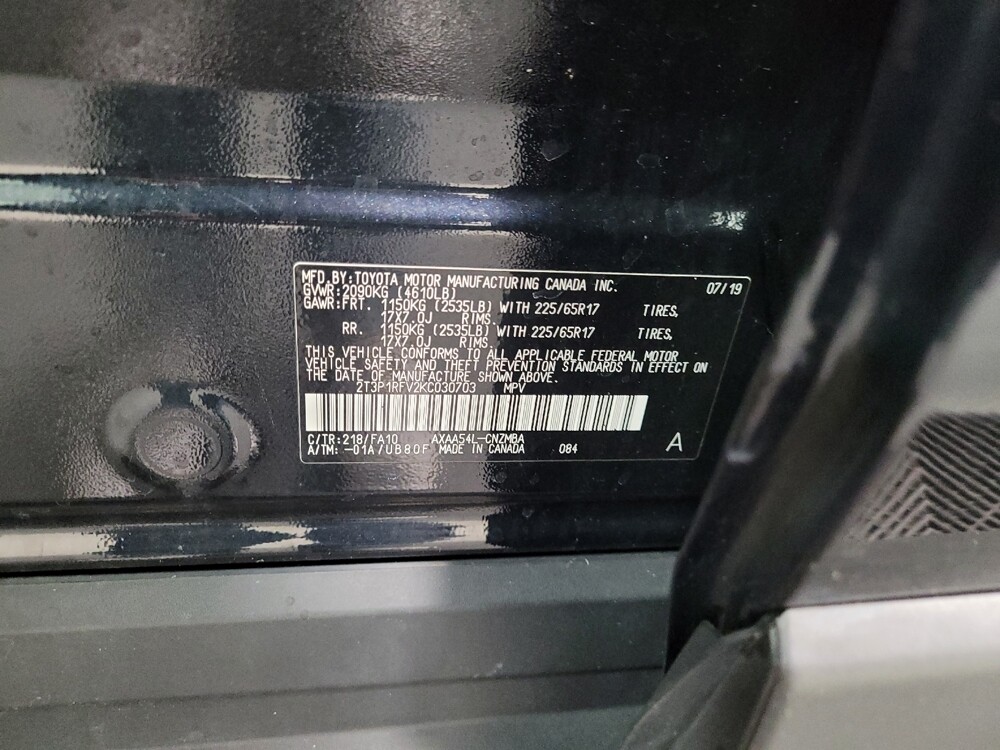 MFD.BY:TOYOTA MOTOR MANUFACTURING CANADA INC. 07/19
GVWR:2090KG (4610LB)
GAWR:FRT. 1150KG (2535LB) WITH 225/65R17 TIRES,
17X7.0J RIMS.
RR. 1150KG (2535LB) WITH 225/65R17 TIRES,
17X7.0J RIMS.
THIS VEHICLE CONFORMS TO ALL APPLICABLE FEDERAL MOTOR
VEHICLE SAFETY AND THEFT PREVENTION STANDARDS IN EFFECT ON
THE DATE OF MANUFACTURE SHOWN ABOVE.
2T3P1RFV2KC030703 MPV
C/TR:218/FA10 AXAA54L-CNZMBA
A/TM: -01A/UB80F MADE IN CANADA 084 A